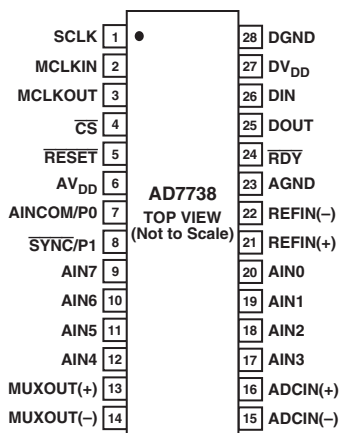 SCLK 1 28 DGND
MCLKIN 2 27 DVDD
MCLKOUT 3 26 DIN
CS 4 25 DOUT
RESET 5 24 RDY
AVDD 6 23 AGND
AD7738
AINCOM/P0 7 22 REFIN(–)
TOP VIEW
(Not to Scale)
SYNC/P1 8 21 REFIN(+)
AIN7 9 20 AIN0
AIN6 10 19 AIN1
AIN5 11 18 AIN2
AIN4 12 17 AIN3
MUXOUT(+) 13 16 ADCIN(+)
MUXOUT(–) 14 15 ADCIN(–)